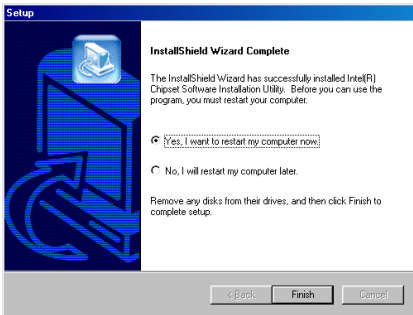 Setup
InstallShield Wizard Complete
The InstallShield Wizard has successfully installed Intel(R)
Chipset Software Installation Utility.  Before you can use the
program, you must restart your computer.
Yes, I want to restart my computer now.
No, I will restart my computer later.
Remove any disks from their drives, and then click Finish to
complete setup.
< Back
Finish
Cancel